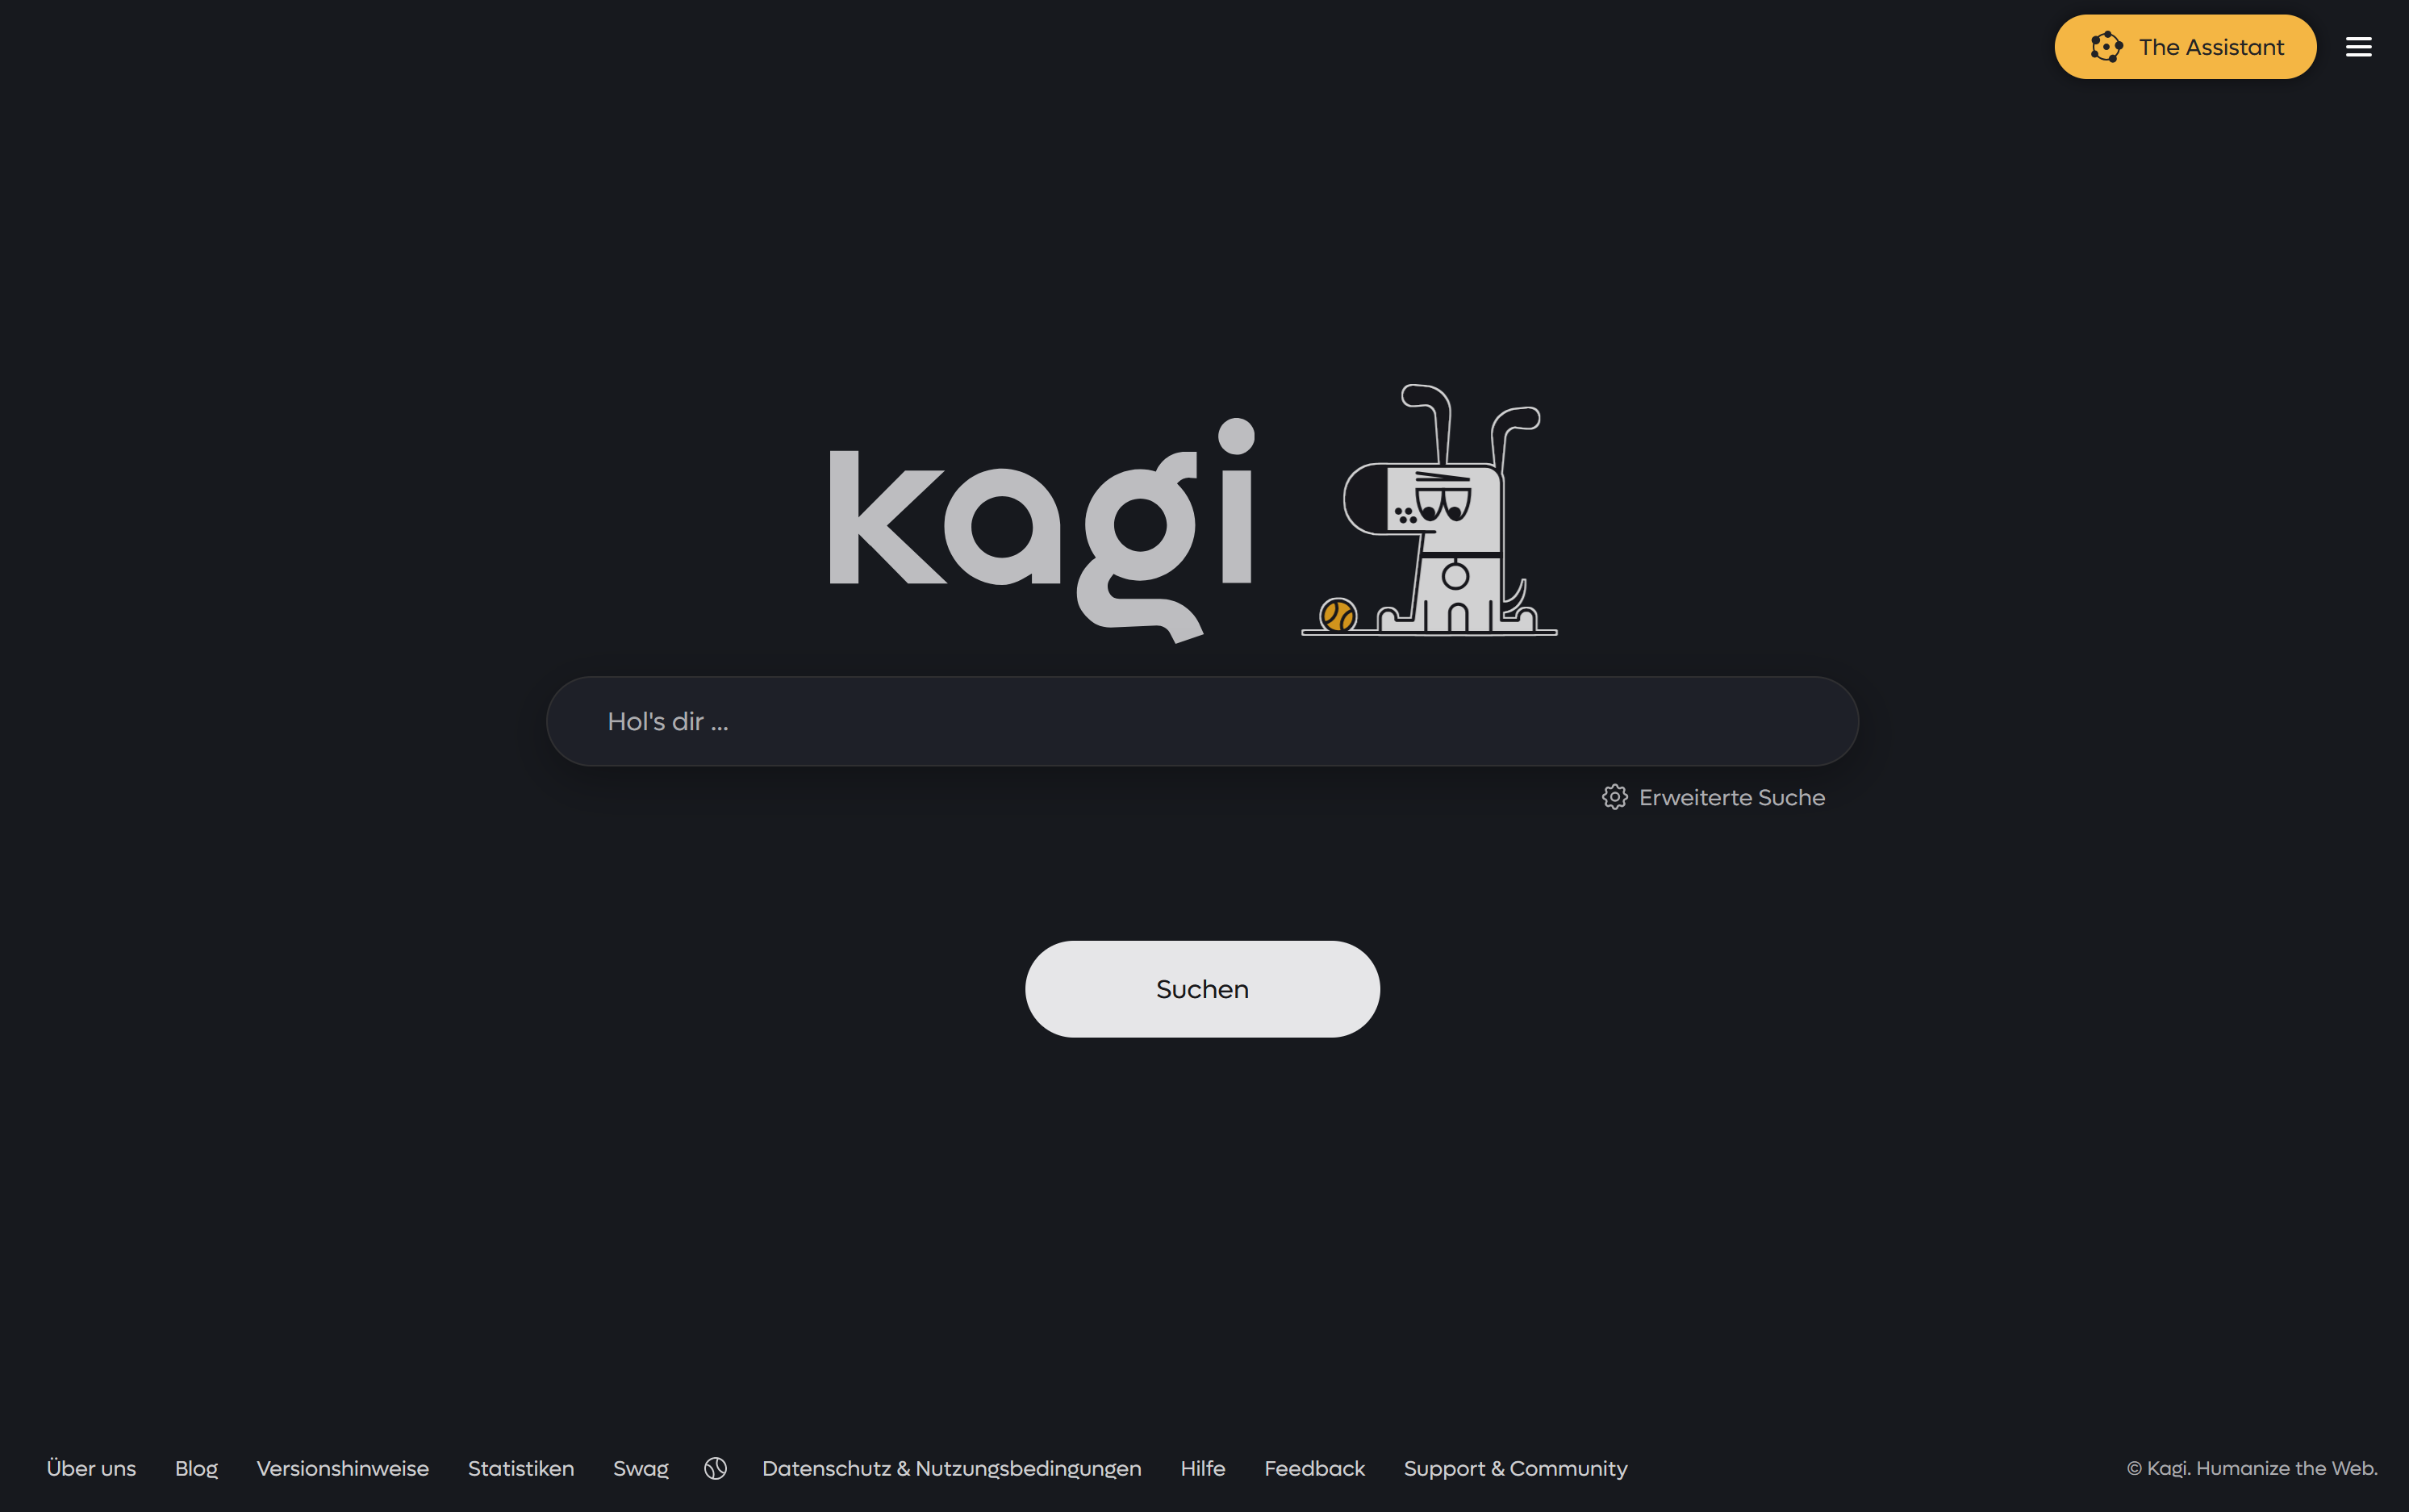 The Assistant
kagi
Hol's dir ...
Erweiterte Suche
Suchen
Über uns Blog Versionshinweise Statistiken Swag Datenschutz & Nutzungsbedingungen Hilfe Feedback Support & Community © Kagi. Humanize the Web.